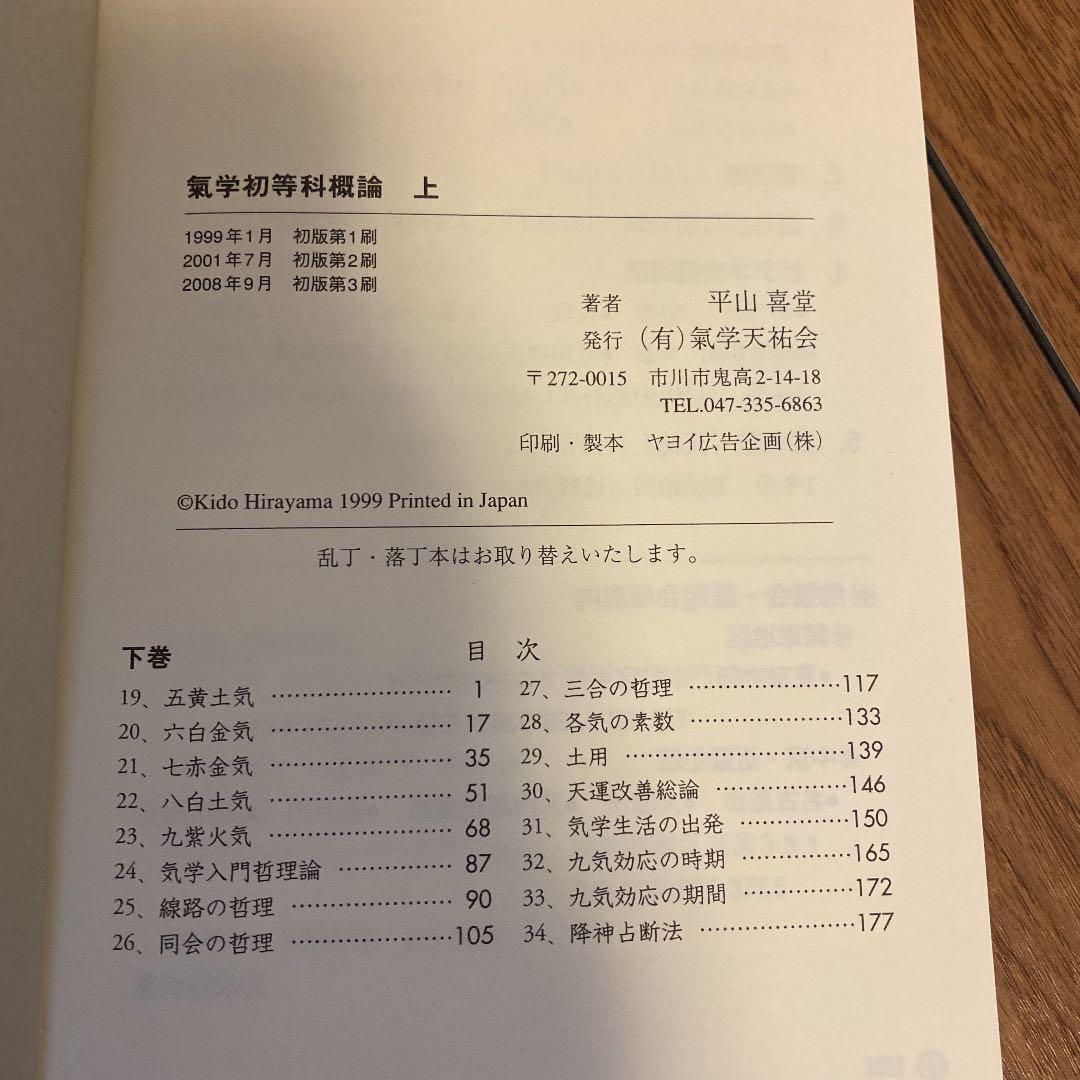 氣学初等科概論 上
1999年1月 初版第1刷
2001年7月 初版第2刷
2008年9月 初版第3刷
著者 平山 喜堂
発行 (有)氣学天祐会
〒272-0015 市川市鬼高2-14-18
TEL.047-335-6863
印刷・製本 ヤヨイ広告企画(株)
©Kido Hirayama 1999 Printed in Japan
乱丁・落丁本はお取り替えいたします。
下巻 目次
19、五黄土気 …………………… 1
20、六白金気 …………………… 17
21、七赤金気 …………………… 35
22、八白土気 …………………… 51
23、九紫火気 …………………… 68
24、気学入門哲理論 …………… 87
25、線路の哲理 ………………… 90
26、同会の哲理 …………………105
27、三合の哲理 …………………117
28、各気の素数 …………………133
29、土用 …………………………139
30、天運改善総論 ………………146
31、気学生活の出発 ……………150
32、九気効応の時期 ……………165
33、九気効応の期間 ……………172
34、降神占断法 …………………177